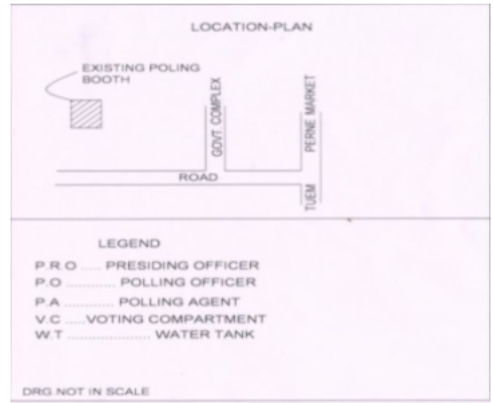 LOCATION-PLAN
EXISTING POLING
BOOTH
GOVT COMPLEX
PERNE MARKET
ROAD
TUEM
LEGEND
P.R.O .... PRESIDING OFFICER
P.O ............ POLLING OFFICER
P.A ............. POLLING AGENT
V.C .....VOTING COMPARTMENT
W.T .................... WATER TANK
DRG.NOT IN SCALE